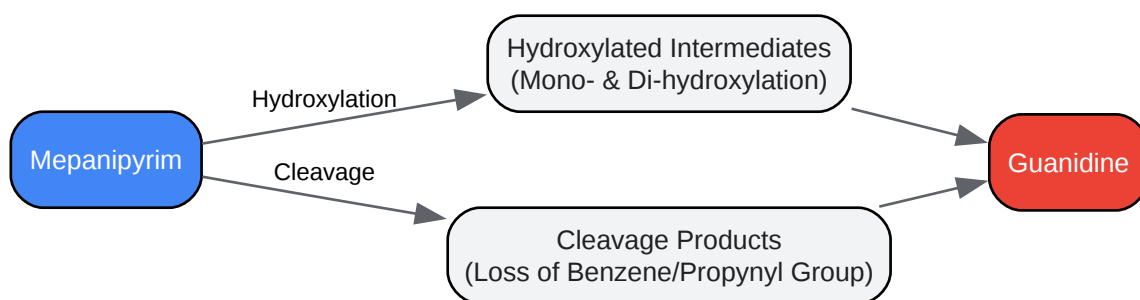 Hydroxylated Intermediates
(Mono- & Di-hydroxylation)
Hydroxylation
Mepanipyrim
Guanidine
Cleavage
Cleavage Products
(Loss of Benzene/Propynyl Group)